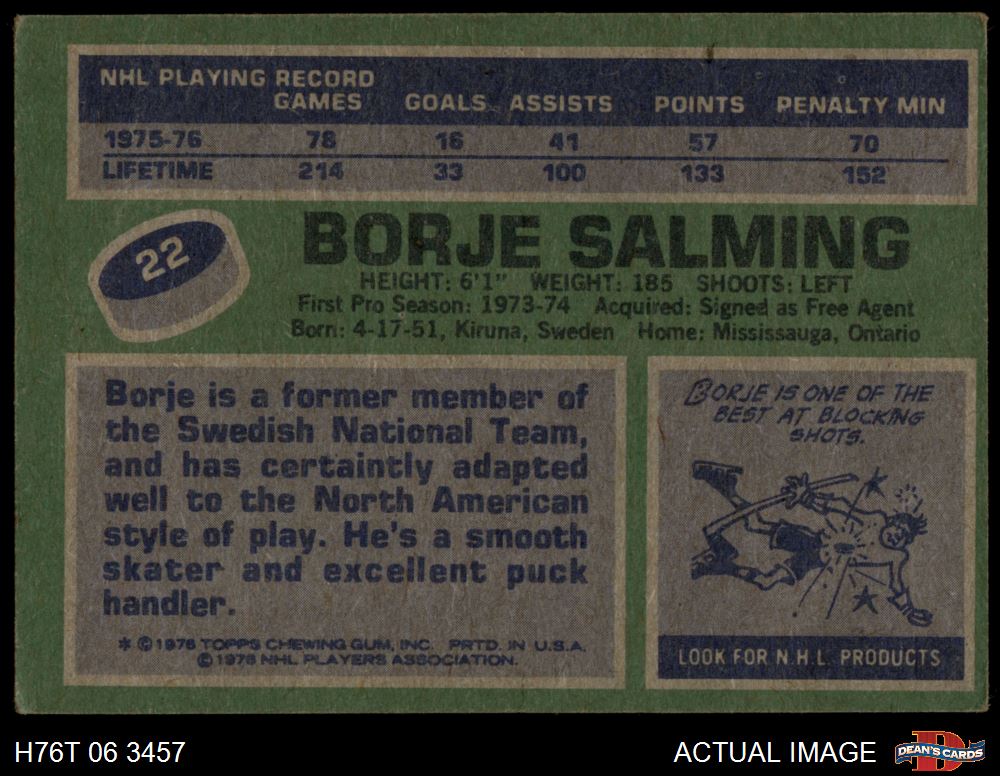 NHL PLAYING RECORD
GAMES GOALS ASSISTS POINTS PENALTY MIN
1975-76 78 16 41 57 70
LIFETIME 214 33 100 133 152
22
BORJE SALMING
HEIGHT: 6'1" WEIGHT: 185 SHOOTS: LEFT
First Pro Season: 1973-74 Acquired: Signed as Free Agent
Born: 4-17-51, Kiruna, Sweden Home: Mississauga, Ontario
Borje is a former member of
the Swedish National Team,
and has certaintly adapted
well to the North American
style of play. He's a smooth
skater and excellent puck
handler.
* ©1976 TOPPS CHEWING GUM, INC. PRTD. IN U.S.A.
©1976 NHL PLAYERS ASSOCIATION.
BORJE IS ONE OF THE
BEST AT BLOCKING
SHOTS.
LOOK FOR N.H.L. PRODUCTS
H76T 06 3457
ACTUAL IMAGE
DEAN'S CARDS